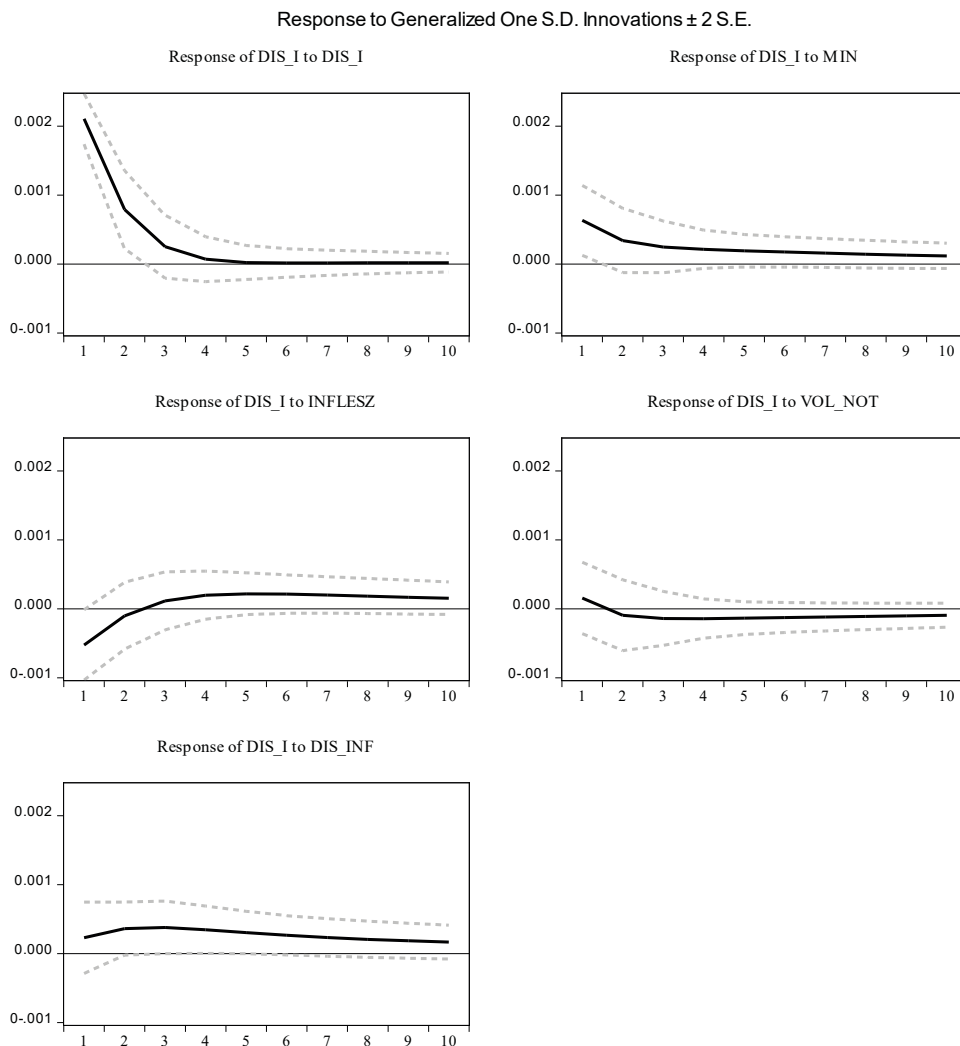 Response to Generalized One S.D. Innovations ± 2 S.E.
Response of DIS_I to DIS_I
0.002
0.001
0.000
0-.001
1 2 3 4 5 6 7 8 9 10
Response of DIS_I to MIN
0.002
0.001
0.000
0-.001
1 2 3 4 5 6 7 8 9 10
Response of DIS_I to INFLESZ
0.002
0.001
0.000
0-.001
1 2 3 4 5 6 7 8 9 10
Response of DIS_I to VOL_NOT
0.002
0.001
0.000
0-.001
1 2 3 4 5 6 7 8 9 10
Response of DIS_I to DIS_INF
0.002
0.001
0.000
0-.001
1 2 3 4 5 6 7 8 9 10